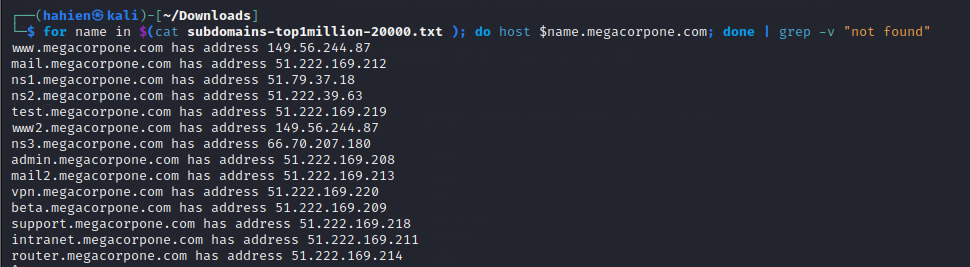 (hahien㉿kali)-[~/Downloads]
$ for name in $(cat subdomains-top1million-20000.txt ); do host $name.megacorpone.com; done | grep -v "not found"
www.megacorpone.com has address 149.56.244.87
mail.megacorpone.com has address 51.222.169.212
ns1.megacorpone.com has address 51.79.37.18
ns2.megacorpone.com has address 51.222.39.63
test.megacorpone.com has address 51.222.169.219
www2.megacorpone.com has address 149.56.244.87
ns3.megacorpone.com has address 66.70.207.180
admin.megacorpone.com has address 51.222.169.208
mail2.megacorpone.com has address 51.222.169.213
vpn.megacorpone.com has address 51.222.169.220
beta.megacorpone.com has address 51.222.169.209
support.megacorpone.com has address 51.222.169.218
intranet.megacorpone.com has address 51.222.169.211
router.megacorpone.com has address 51.222.169.214